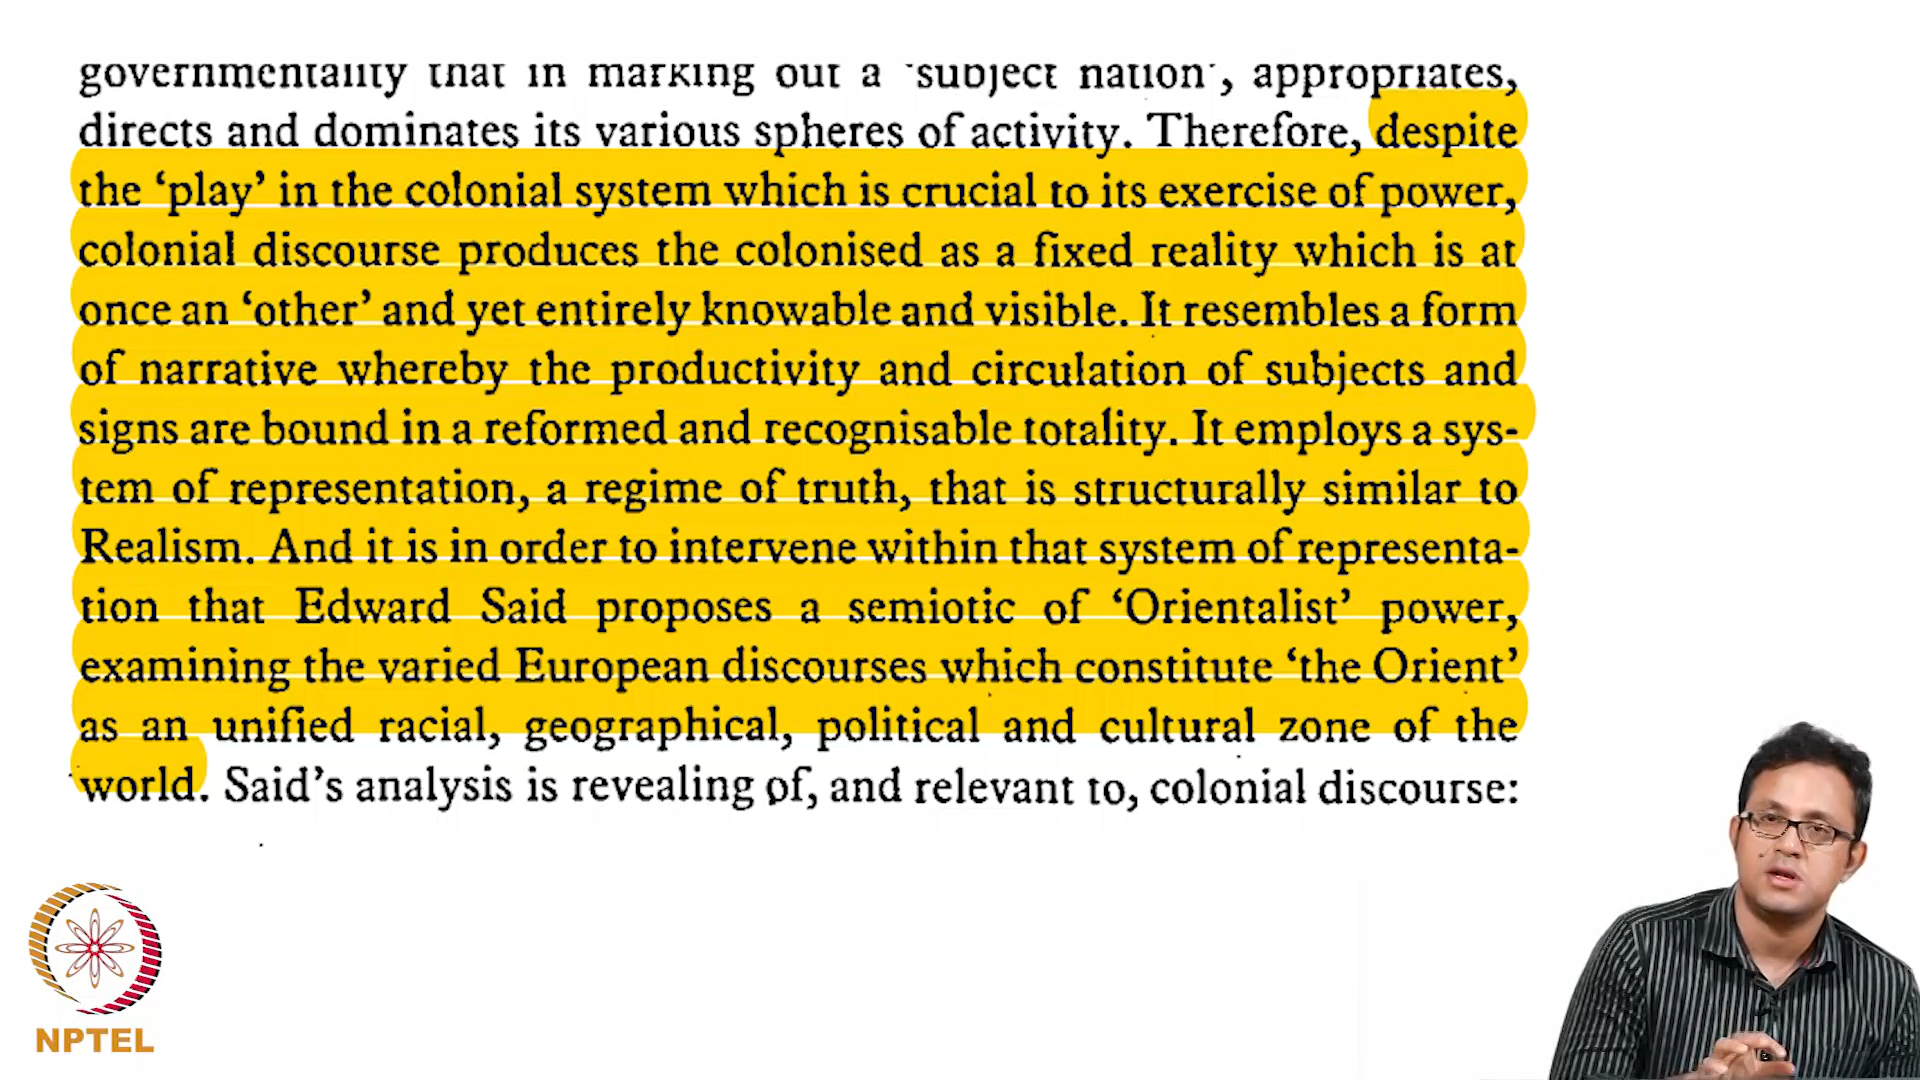 governmentality that in marking out a ‘subject nation’, appropriates,
directs and dominates its various spheres of activity. Therefore, despite
the ‘play’ in the colonial system which is crucial to its exercise of power,
colonial discourse produces the colonised as a fixed reality which is at
once an ‘other’ and yet entirely knowable and visible. It resembles a form
of narrative whereby the productivity and circulation of subjects and
signs are bound in a reformed and recognisable totality. It employs a sys-
tem of representation, a regime of truth, that is structurally similar to
Realism. And it is in order to intervene within that system of representa-
tion that Edward Said proposes a semiotic of ‘Orientalist’ power,
examining the varied European discourses which constitute ‘the Orient’
as an unified racial, geographical, political and cultural zone of the
world. Said’s analysis is revealing of, and relevant to, colonial discourse:
NPTEL